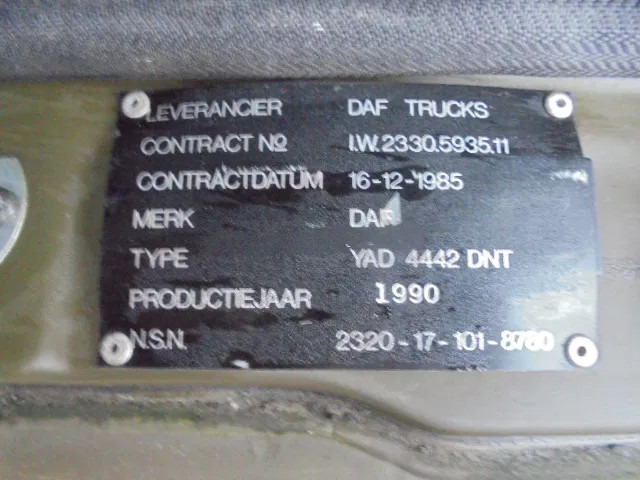 LEVERANCIER DAF TRUCKS
CONTRACT No I.W.2330.5935.11
CONTRACTDATUM 16-12-1985
MERK DAF
TYPE YAD 4442 DNT
PRODUCTIEJAAR 1990
N.S.N. 2320-17-101-8780